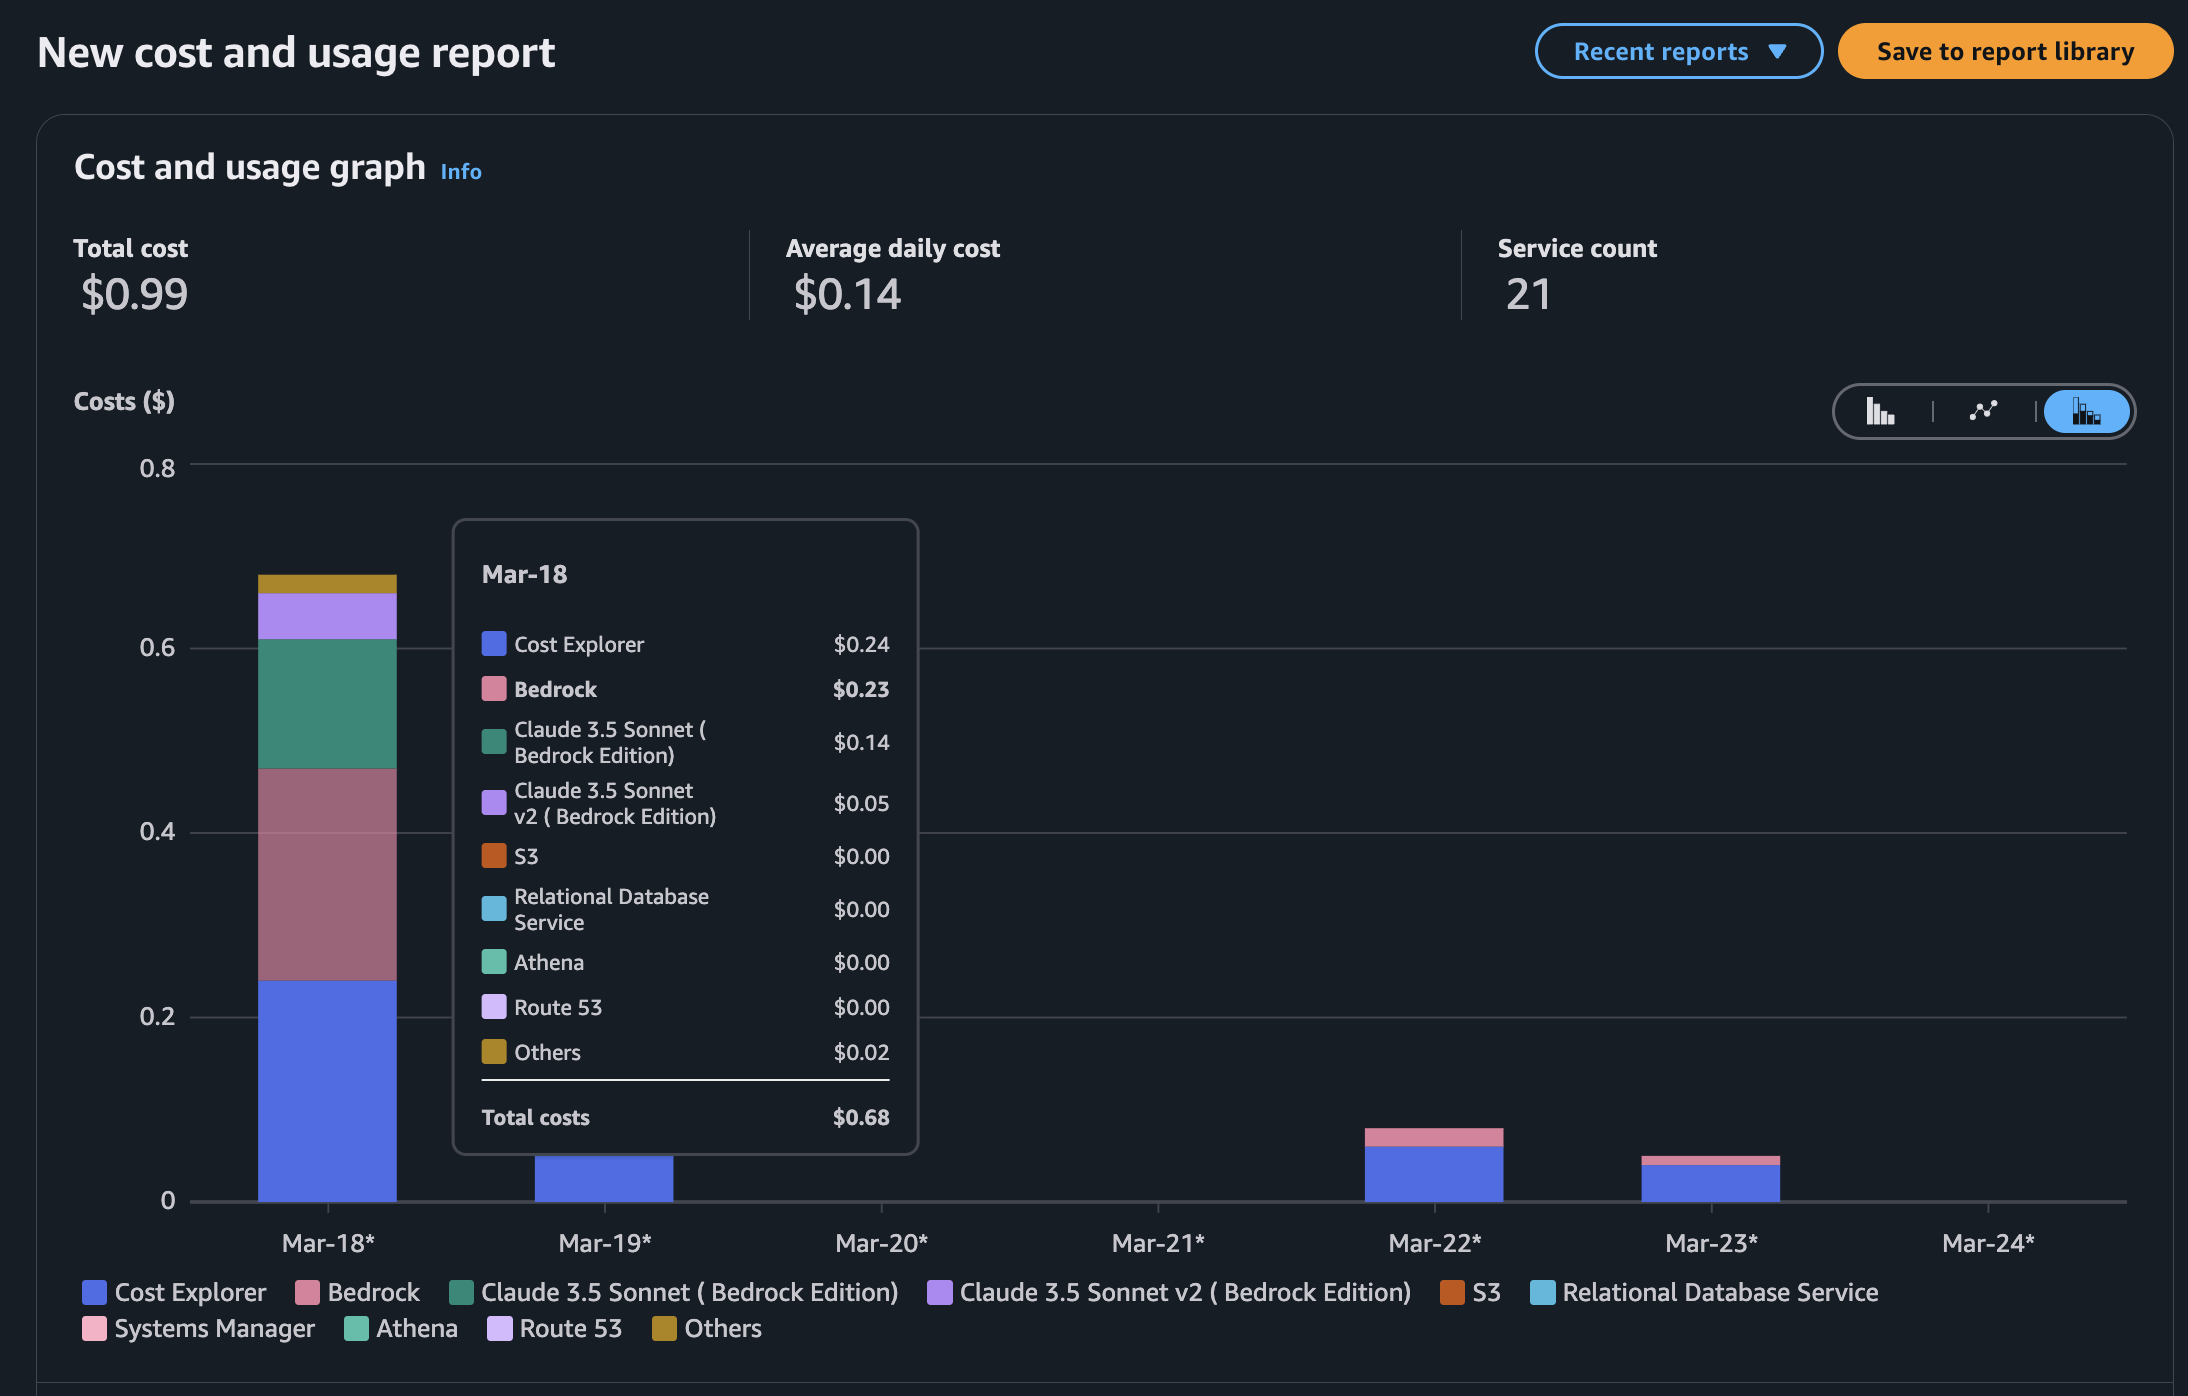 New cost and usage report
Recent reports
Save to report library
Cost and usage graph Info
Total cost
$0.99
Average daily cost
$0.14
Service count
21
Costs ($)
0.8
0.6
0.4
0.2
0
Mar-18
Cost Explorer $0.24
Bedrock $0.23
Claude 3.5 Sonnet (
Bedrock Edition) $0.14
Claude 3.5 Sonnet
v2 ( Bedrock Edition) $0.05
S3 $0.00
Relational Database
Service $0.00
Athena $0.00
Route 53 $0.00
Others $0.02
Total costs $0.68
Mar-18* Mar-19* Mar-20* Mar-21* Mar-22* Mar-23* Mar-24*
Cost Explorer Bedrock Claude 3.5 Sonnet ( Bedrock Edition) Claude 3.5 Sonnet v2 ( Bedrock Edition) S3 Relational Database Service
Systems Manager Athena Route 53 Others